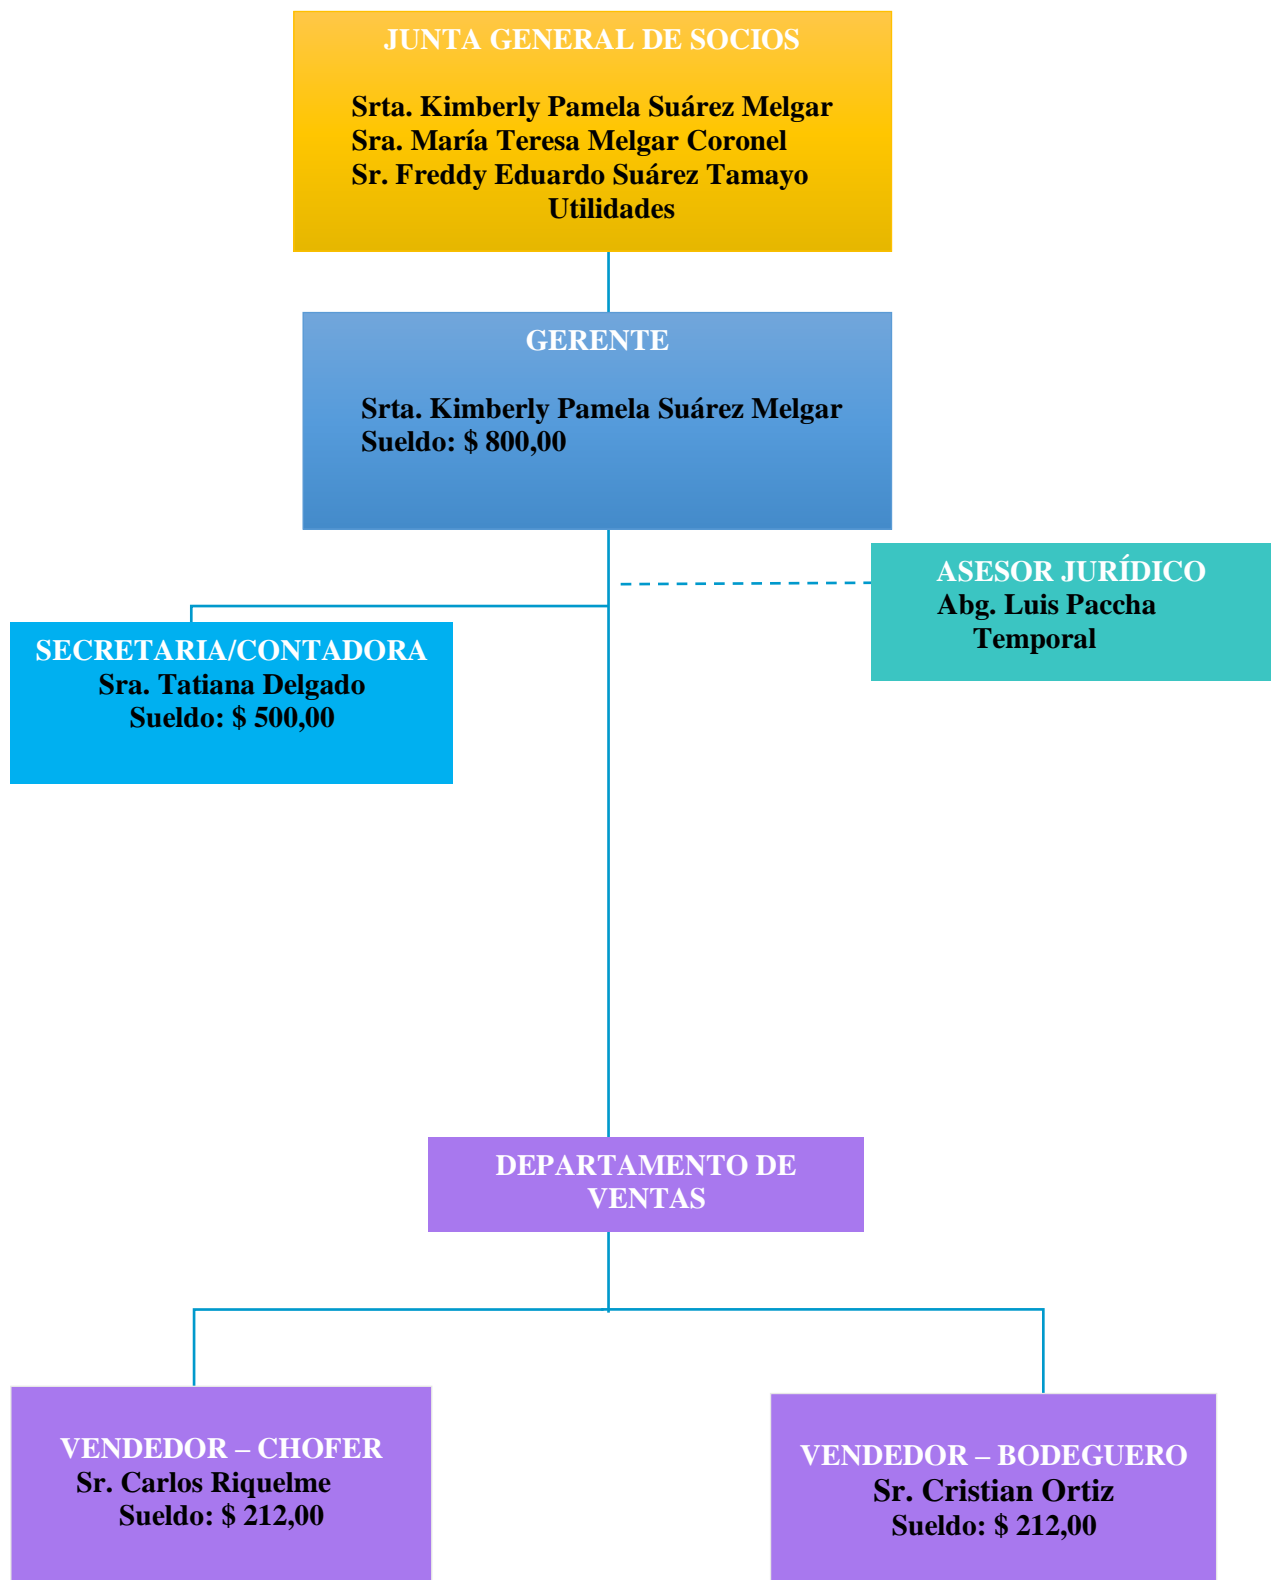 JUNTA GENERAL DE SOCIOS
Srta. Kimberly Pamela Suárez Melgar
Sra. María Teresa Melgar Coronel
Sr. Freddy Eduardo Suárez Tamayo
Utilidades
GERENTE
Srta. Kimberly Pamela Suárez Melgar
Sueldo: $ 800,00
ASESOR JURÍDICO
Abg. Luis Paccha
Temporal
SECRETARIA/CONTADORA
Sra. Tatiana Delgado
Sueldo: $ 500,00
DEPARTAMENTO DE
VENTAS
VENDEDOR – CHOFER
Sr. Carlos Riquelme
Sueldo: $ 212,00
VENDEDOR – BODEGUERO
Sr. Cristian Ortiz
Sueldo: $ 212,00